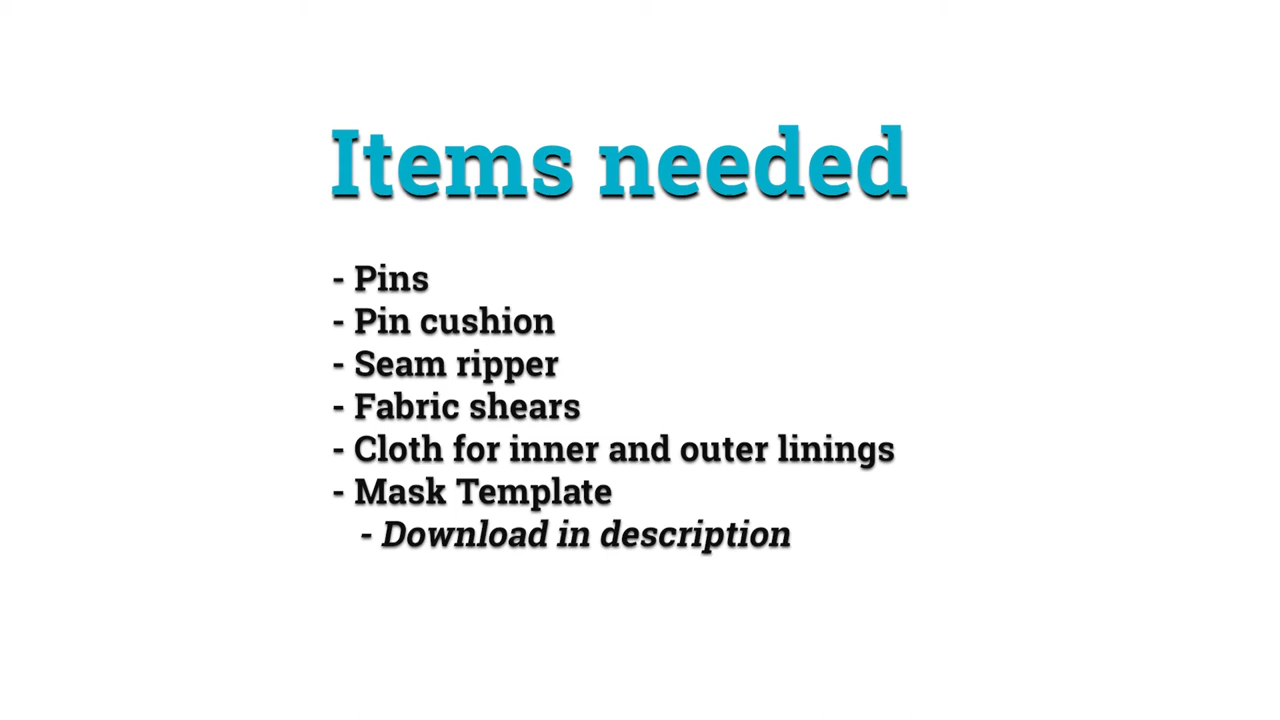 Items needed
- Pins
- Pin cushion
- Seam ripper
- Fabric shears
- Cloth for inner and outer linings
- Mask Template
- Download in description